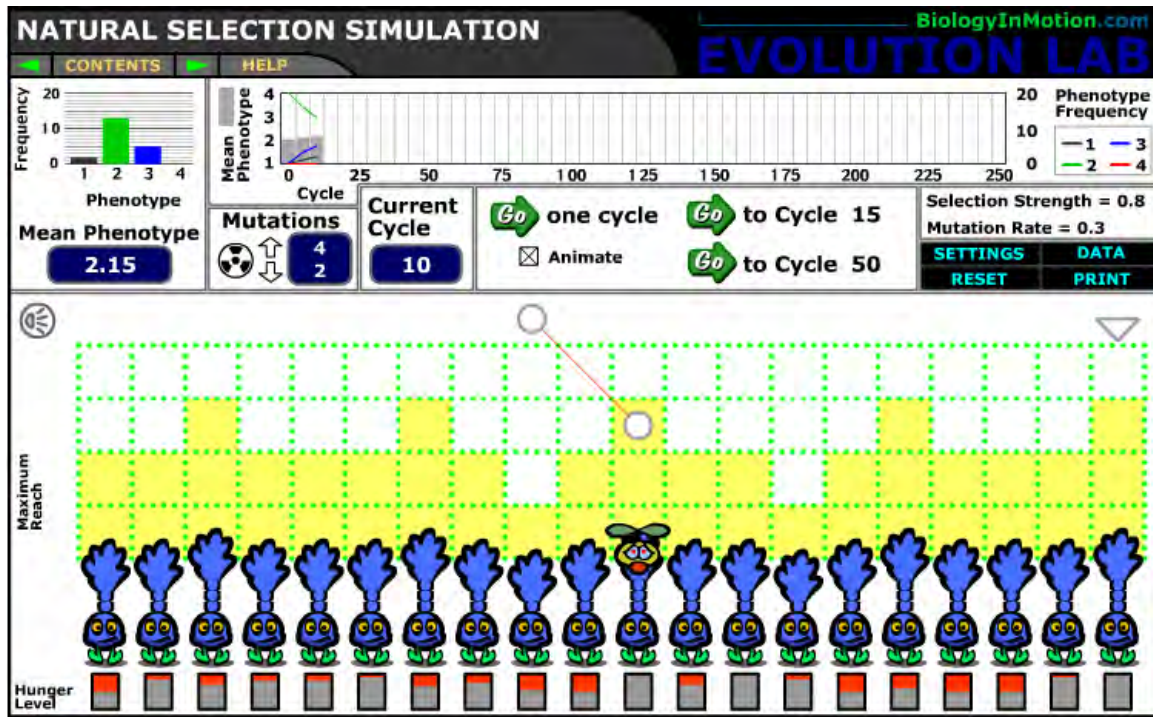 NATURAL SELECTION SIMULATION
BiologyInMotion.com
EVOLUTION LAB
CONTENTS
HELP
Frequency
20
10
0
1 2 3 4
Phenotype
Mean Phenotype
2.15
Mean Phenotype
4
3
2
1
0 25 50 75 100 125 150 175 200 225 250
Cycle
20
10
0
Phenotype Frequency
1 3
2 4
Mutations
4
2
Current Cycle
10
Go one cycle
Animate
Go to Cycle 15
Go to Cycle 50
Selection Strength = 0.8
Mutation Rate = 0.3
SETTINGS DATA
RESET PRINT
Maximum Reach
Hunger Level